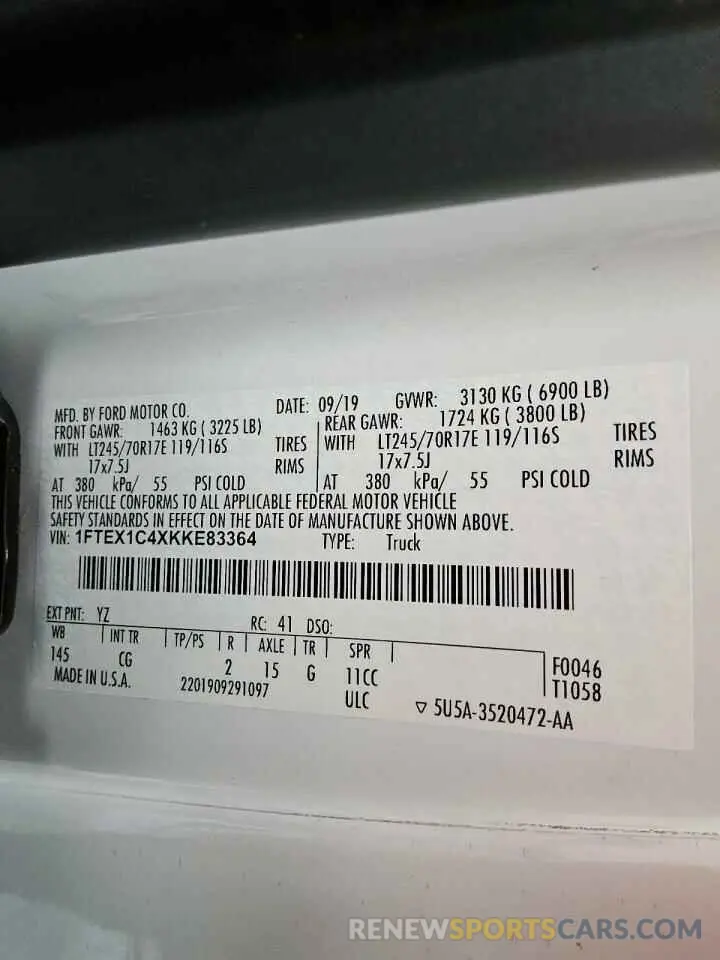 MFD. BY FORD MOTOR CO. DATE: 09/19 GVWR: 3130 KG ( 6900 LB)
FRONT GAWR: 1463 KG ( 3225 LB) REAR GAWR: 1724 KG ( 3800 LB)
WITH LT245/70R17E 119/116S TIRES WITH LT245/70R17E 119/116S TIRES
17x7.5J RIMS 17x7.5J RIMS
AT 380 kPa/ 55 PSI COLD AT 380 kPa/ 55 PSI COLD
THIS VEHICLE CONFORMS TO ALL APPLICABLE FEDERAL MOTOR VEHICLE
SAFETY STANDARDS IN EFFECT ON THE DATE OF MANUFACTURE SHOWN ABOVE.
VIN: 1FTEX1C4XKKE83364 TYPE: Truck
EXT PNT: YZ RC: 41 DSO:
WB INT TR TP/PS R AXLE TR SPR
145 CG 2 15 G 11CC F0046
MADE IN U.S.A. 2201909291097 ULC T1058
▽ 5U5A-3520472-AA
RENEWSPORTSCARS.COM